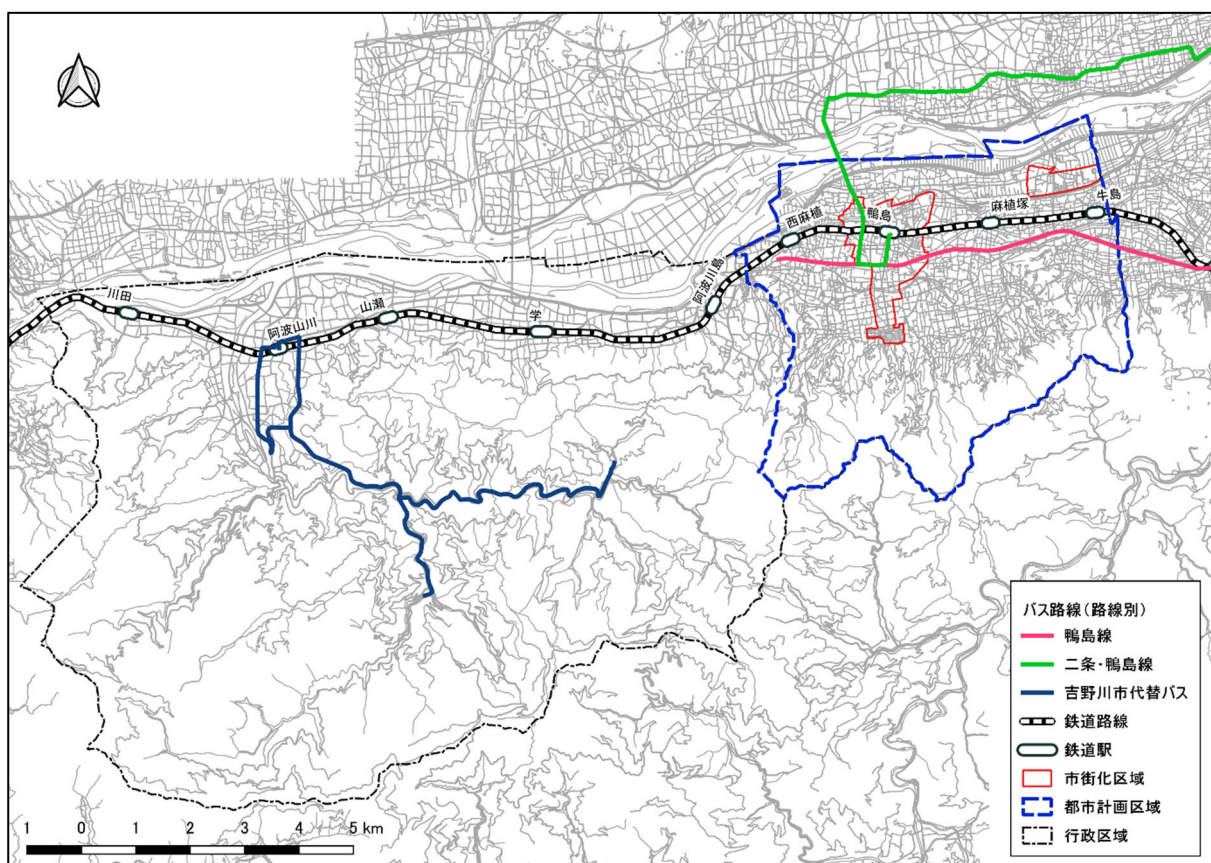 川田
阿波山川
山瀬
学
阿波川島
西麻植
鴨島
麻植塚
牛島
バス路線(路線別)
鴨島線
二条・鴨島線
吉野川市代替バス
鉄道路線
鉄道駅
市街化区域
都市計画区域
行政区域
1 0 1 2 3 4 5 km